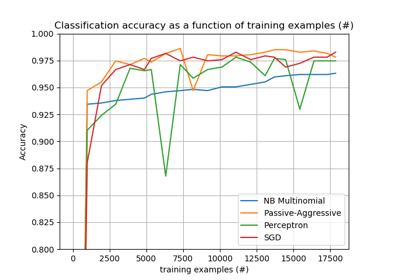 Classification accuracy as a function of training examples (#)
1.000
0.975
0.950
0.925
0.900
0.875
0.850
0.825
0.800
Accuracy
NB Multinomial
Passive-Aggressive
Perceptron
SGD
0 2500 5000 7500 10000 12500 15000 17500
training examples (#)